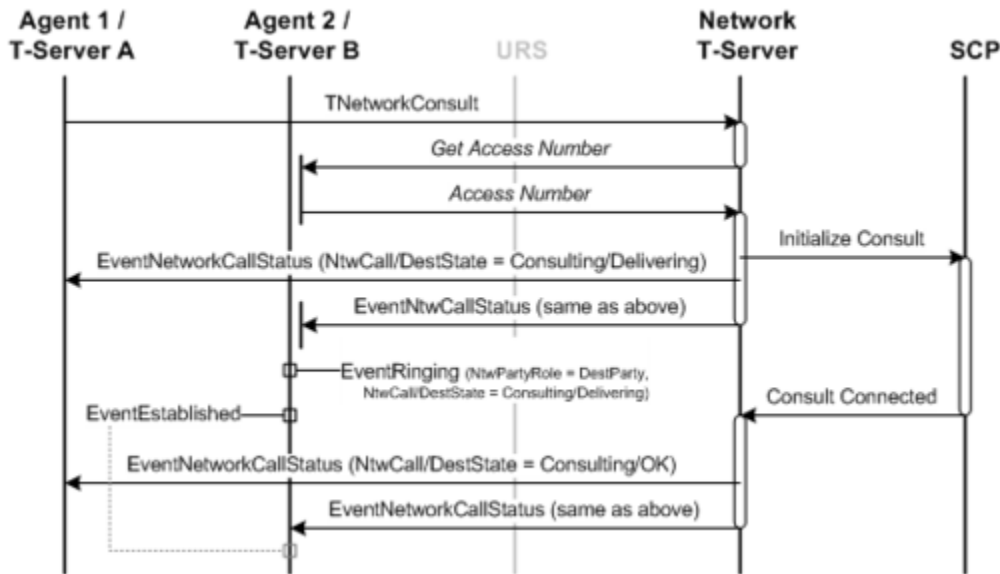 Agent 1 /
T-Server A
Agent 2 /
T-Server B
URS
Network
T-Server
SCP
TNetworkConsult
Get Access Number
Access Number
Initialize Consult
EventNetworkCallStatus (NtwCall/DestState = Consulting/Delivering)
EventNtwCallStatus (same as above)
EventRinging (NtwPartyRole = DestParty,
NtwCall/DestState = Consulting/Delivering)
EventEstablished
Consult Connected
EventNetworkCallStatus (NtwCall/DestState = Consulting/OK)
EventNetworkCallStatus (same as above)